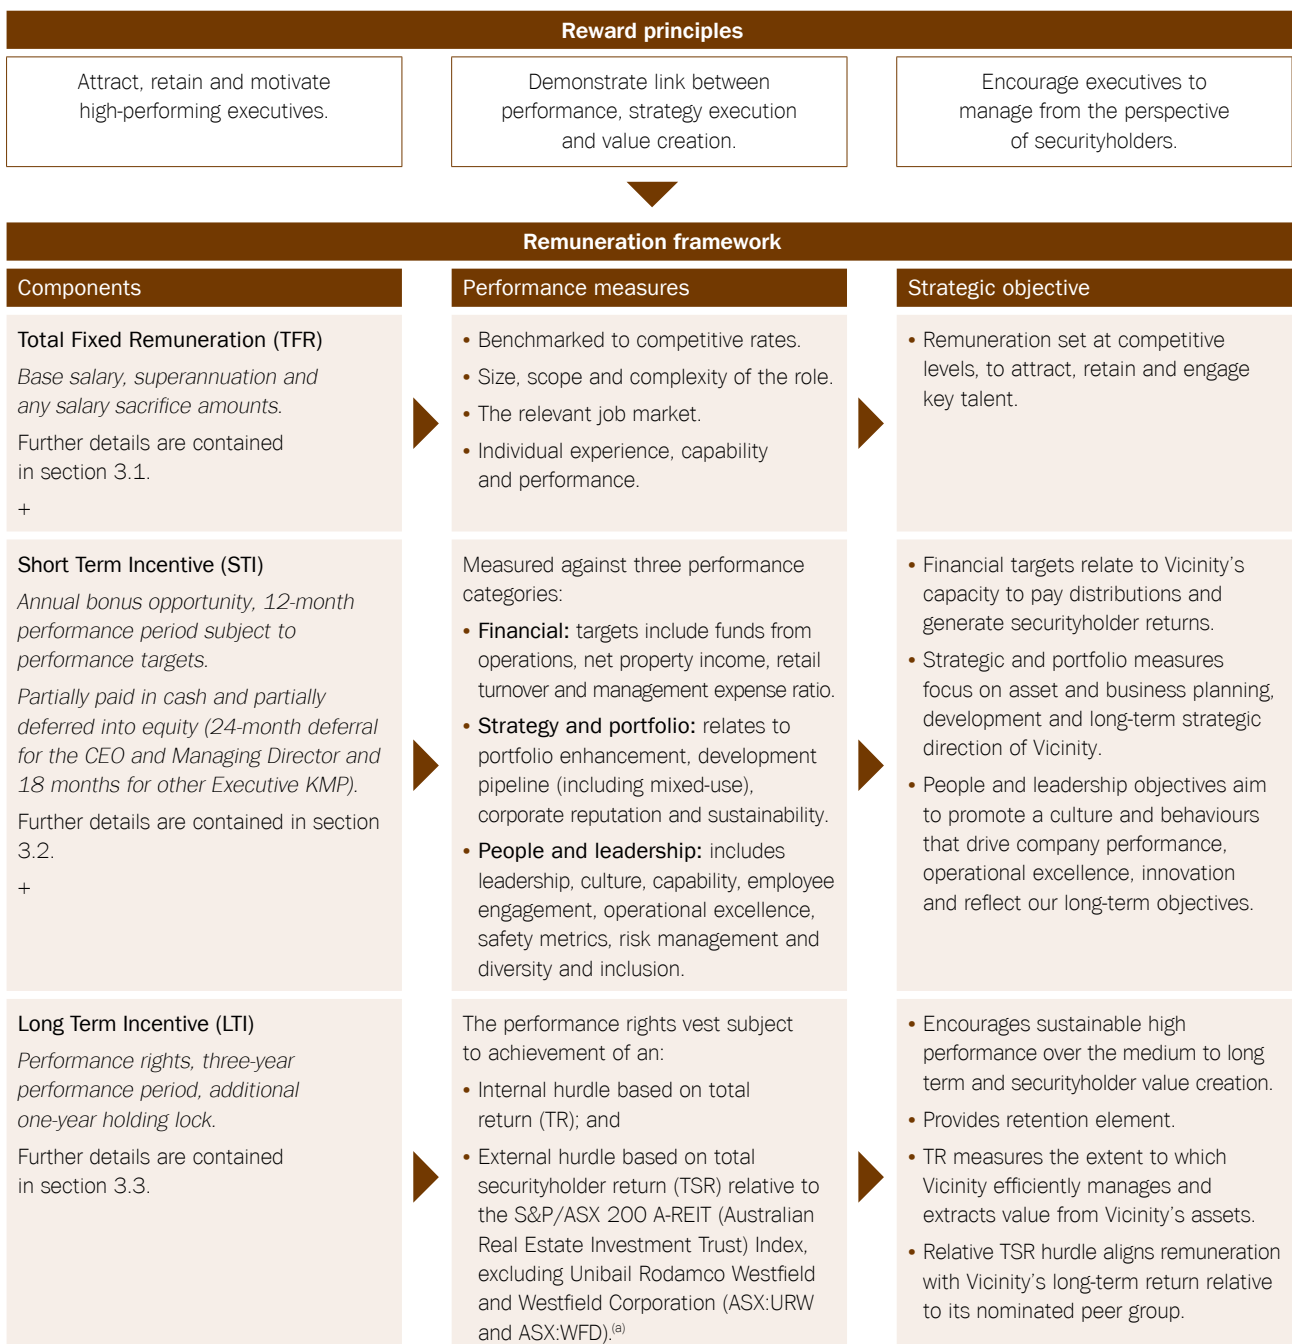 Reward principles
Attract, retain and motivate
high-performing executives.
Demonstrate link between
performance, strategy execution
and value creation.
Encourage executives to
manage from the perspective
of securityholders.
Remuneration framework
Components
Performance measures
Strategic objective
Total Fixed Remuneration (TFR)
Base salary, superannuation and
any salary sacrifice amounts.
Further details are contained
in section 3.1.
+
• Benchmarked to competitive rates.
• Size, scope and complexity of the role.
• The relevant job market.
• Individual experience, capability
and performance.
• Remuneration set at competitive
levels, to attract, retain and engage
key talent.
Short Term Incentive (STI)
Annual bonus opportunity, 12-month
performance period subject to
performance targets.
Partially paid in cash and partially
deferred into equity (24-month deferral
for the CEO and Managing Director and
18 months for other Executive KMP).
Further details are contained in section
3.2.
+
Measured against three performance
categories:
• Financial: targets include funds from
operations, net property income, retail
turnover and management expense ratio.
• Strategy and portfolio: relates to
portfolio enhancement, development
pipeline (including mixed-use),
corporate reputation and sustainability.
• People and leadership: includes
leadership, culture, capability, employee
engagement, operational excellence,
safety metrics, risk management and
diversity and inclusion.
• Financial targets relate to Vicinity's
capacity to pay distributions and
generate securityholder returns.
• Strategic and portfolio measures
focus on asset and business planning,
development and long-term strategic
direction of Vicinity.
• People and leadership objectives aim
to promote a culture and behaviours
that drive company performance,
operational excellence, innovation
and reflect our long-term objectives.
Long Term Incentive (LTI)
Performance rights, three-year
performance period, additional
one-year holding lock.
Further details are contained
in section 3.3.
The performance rights vest subject
to achievement of an:
• Internal hurdle based on total
return (TR); and
• External hurdle based on total
securityholder return (TSR) relative to
the S&P/ASX 200 A-REIT (Australian
Real Estate Investment Trust) Index,
excluding Unibail Rodamco Westfield
and Westfield Corporation (ASX:URW
and ASX:WFD).(a)
• Encourages sustainable high
performance over the medium to long
term and securityholder value creation.
• Provides retention element.
• TR measures the extent to which
Vicinity efficiently manages and
extracts value from Vicinity's assets.
• Relative TSR hurdle aligns remuneration
with Vicinity's long-term return relative
to its nominated peer group.